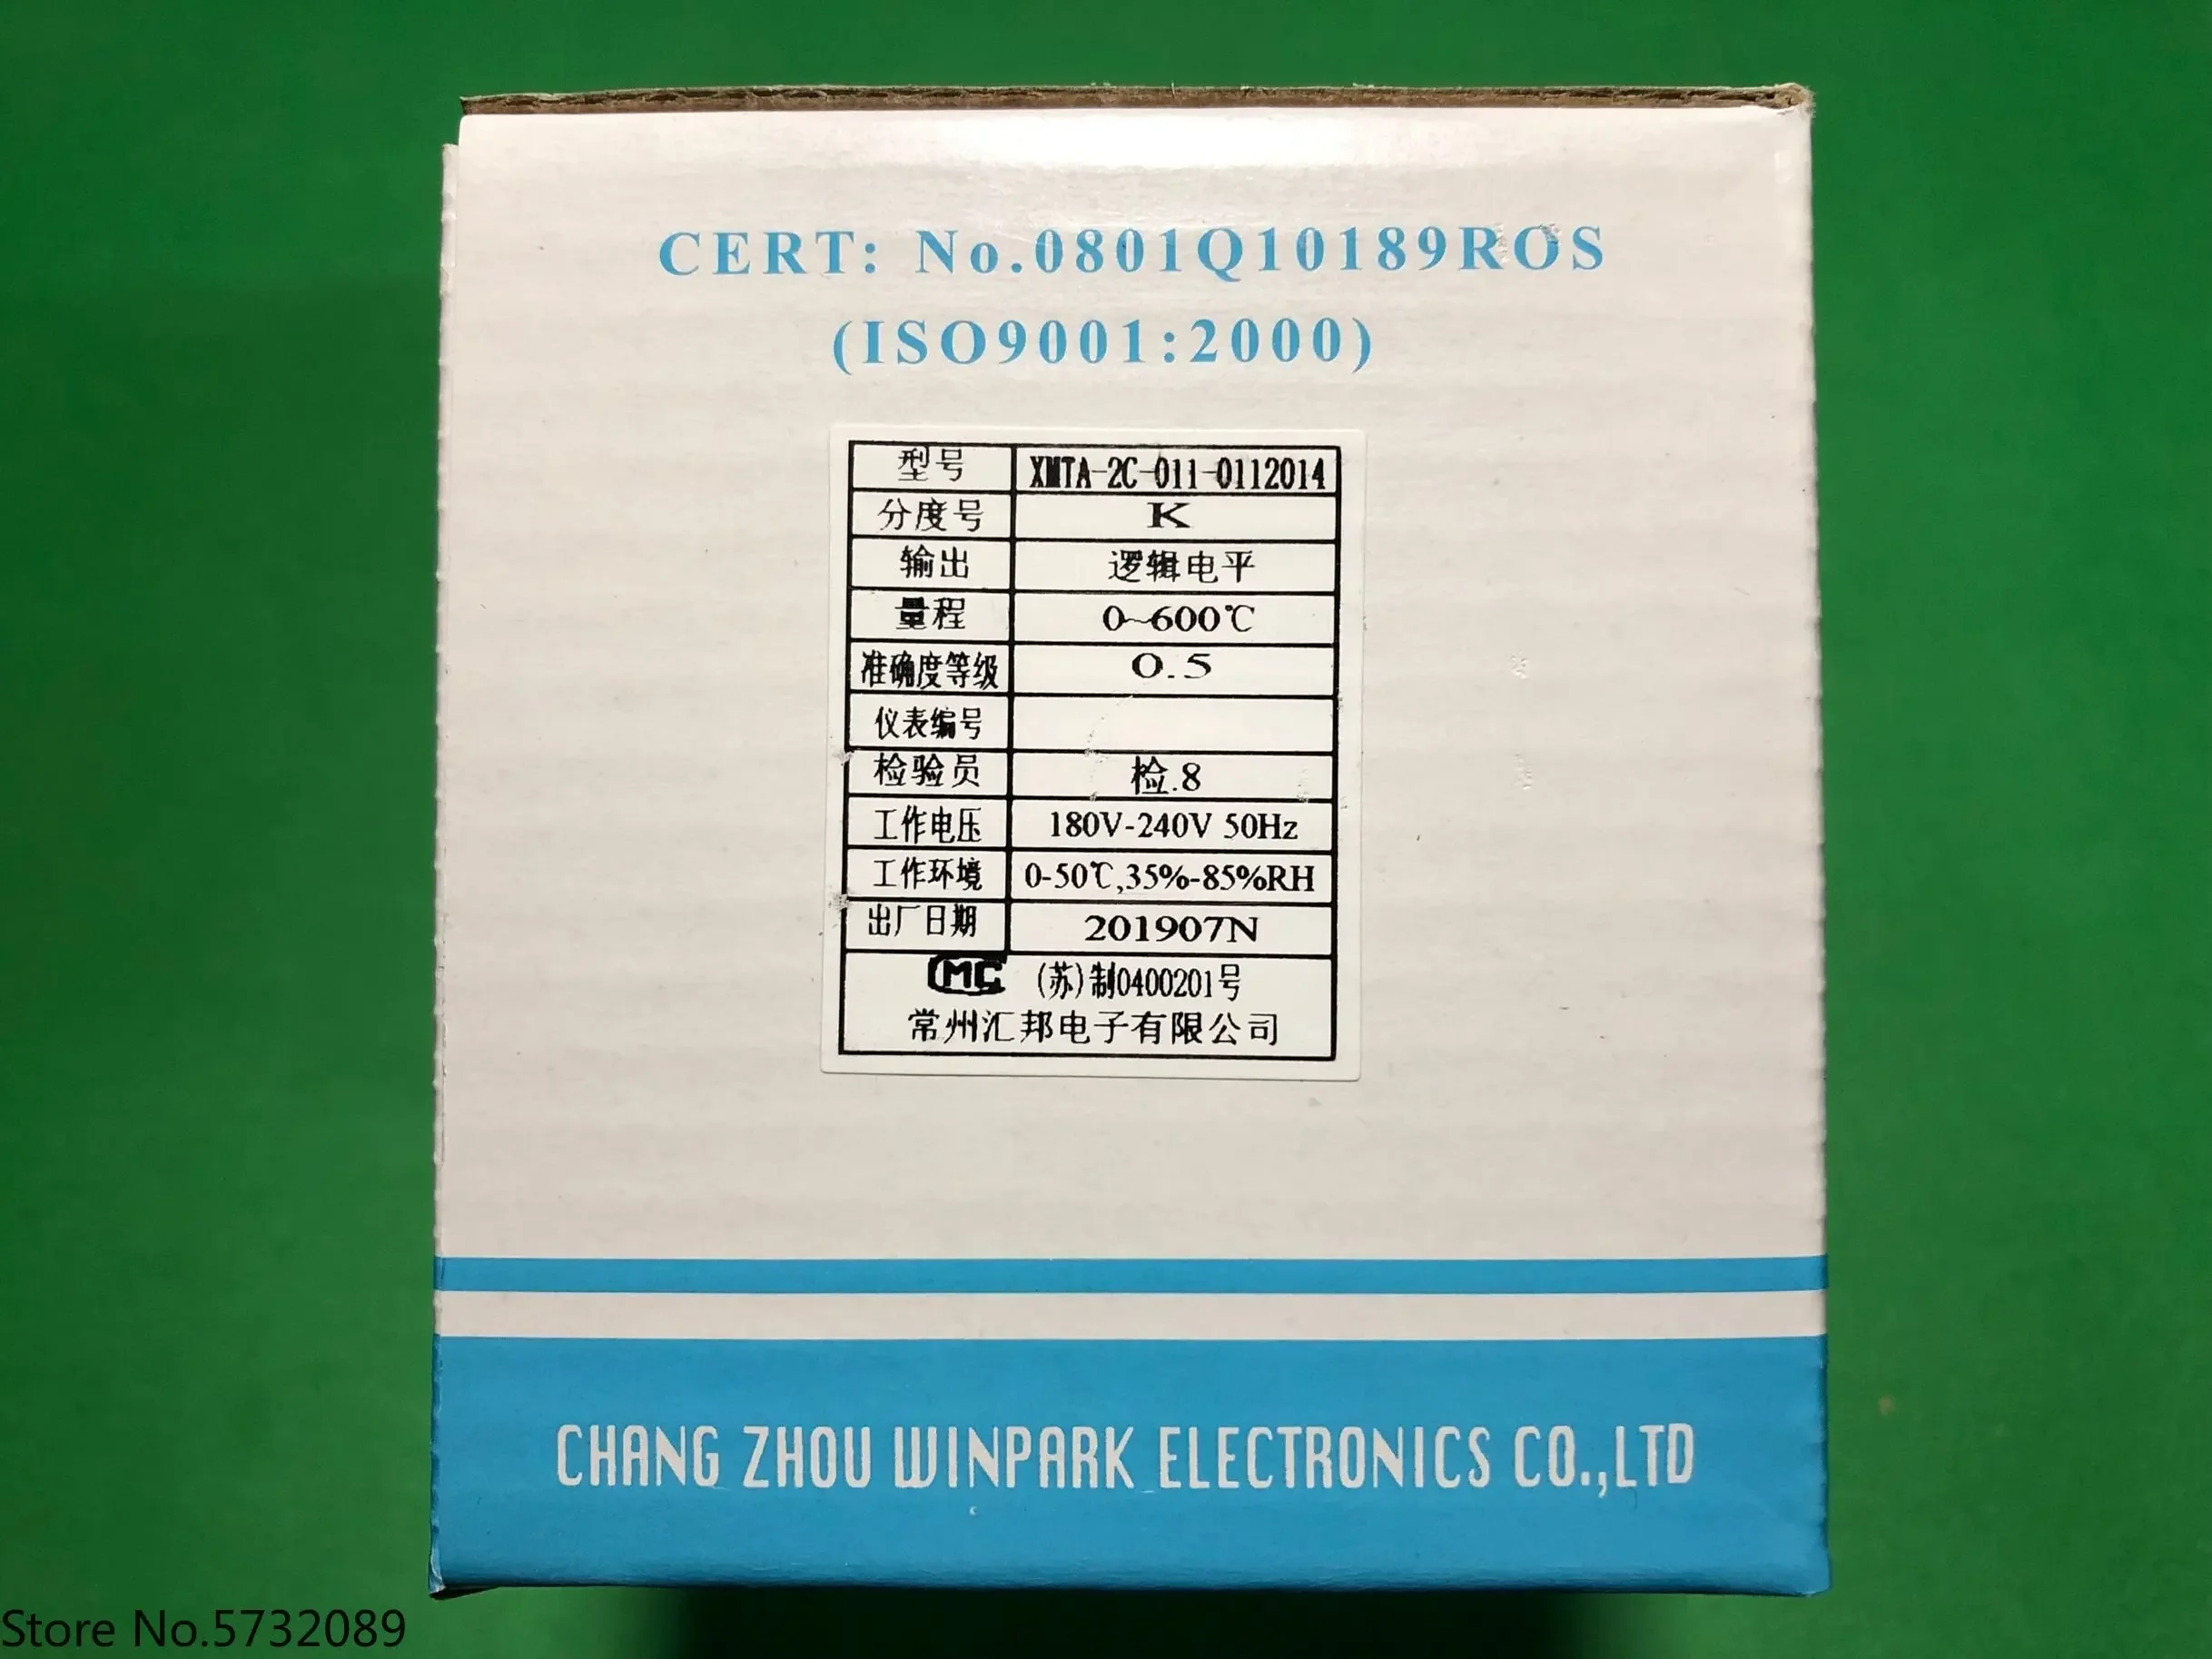 CERT: No.0801Q10189ROS
(ISO9001:2000)
型号 XMTA-2C-011-0112014
分度号 K
输出 逻辑电平
量程 0~600℃
准确度等级 0.5
仪表编号
检验员 检.8
工作电压 180V-240V 50Hz
工作环境 0-50℃,35%-85%RH
出厂日期 201907N
MC (苏)制0400201号
常州汇邦电子有限公司
CHANG ZHOU WINPARK ELECTRONICS CO.,LTD
Store No.5732089